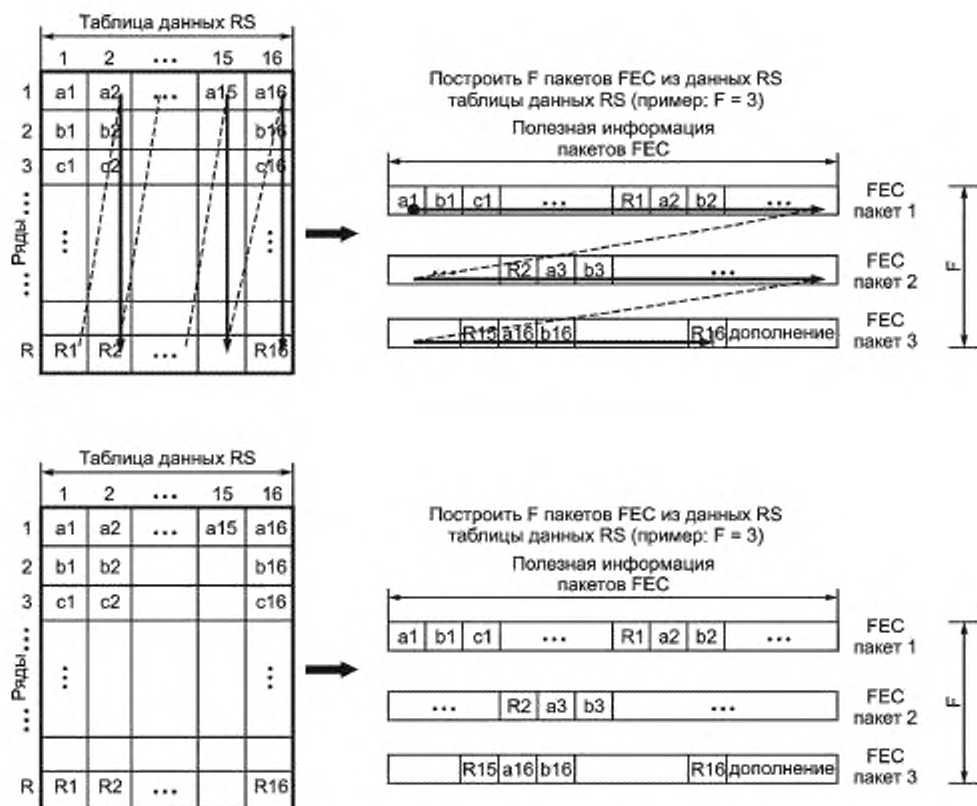 Таблица данных RS
1 2 ... 15 16
1 a1 a2 ... a15 a16
2 b1 b2 b16
3 c1 c2 c16
... Ряды ...
... ...
R R1 R2 ... R16
Построить F пакетов FEC из данных RS
таблицы данных RS (пример: F = 3)
Полезная информация
пакетов FEC
a1 b1 c1 ... R1 a2 b2 ... FEC
пакет 1
... R2 a3 b3 ... FEC
пакет 2
R15 a16 b16 R16 дополнение FEC
пакет 3
F
Таблица данных RS
1 2 ... 15 16
1 a1 a2 ... a15 a16
2 b1 b2 b16
3 c1 c2 c16
... Ряды ...
... ...
R R1 R2 ... R16
Построить F пакетов FEC из данных RS
таблицы данных RS (пример: F = 3)
Полезная информация
пакетов FEC
a1 b1 c1 ... R1 a2 b2 ... FEC
пакет 1
... R2 a3 b3 ... FEC
пакет 2
R15 a16 b16 R16 дополнение FEC
пакет 3
F